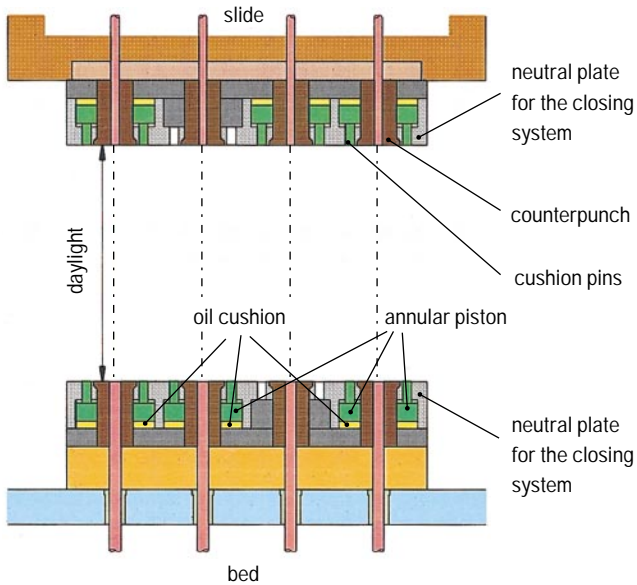 slide
neutral plate
for the closing
system
counterpunch
cushion pins
daylight
oil cushion
annular piston
neutral plate
for the closing
system
bed